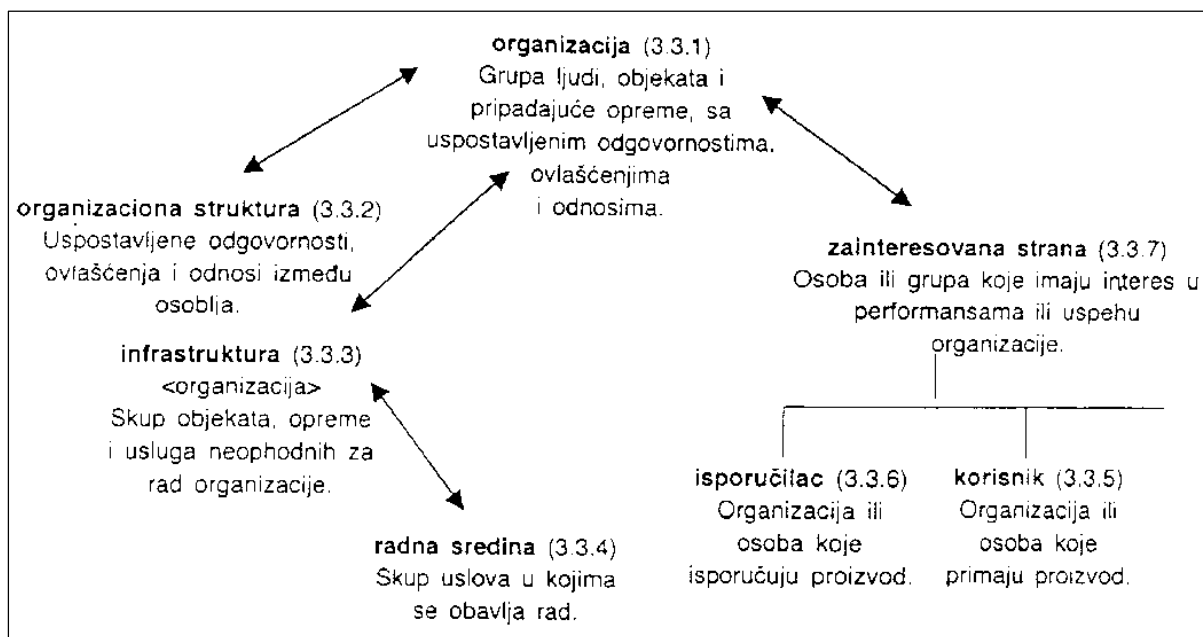 organizacija (3.3.1)
Grupa ljudi, objekata i
pripadajuće opreme, sa
uspostavljenim odgovornostima,
ovlašćenjima
i odnosima.
organizaciona struktura (3.3.2)
Uspostavljene odgovornosti,
ovlašćenja i odnosi između
osoblja.
infrastruktura (3.3.3)
<organizacija>
Skup objekata, opreme
i usluga neophodnih za
rad organizacije.
radna sredina (3.3.4)
Skup uslova u kojima
se obavlja rad.
zainteresovana strana (3.3.7)
Osoba ili grupa koje imaju interes u
performansama ili uspehu
organizacije.
isporučilac (3.3.6)
Organizacija ili
osoba koje
isporučuju proizvod.
korisnik (3.3.5)
Organizacija ili
osoba koje
primaju proizvod.